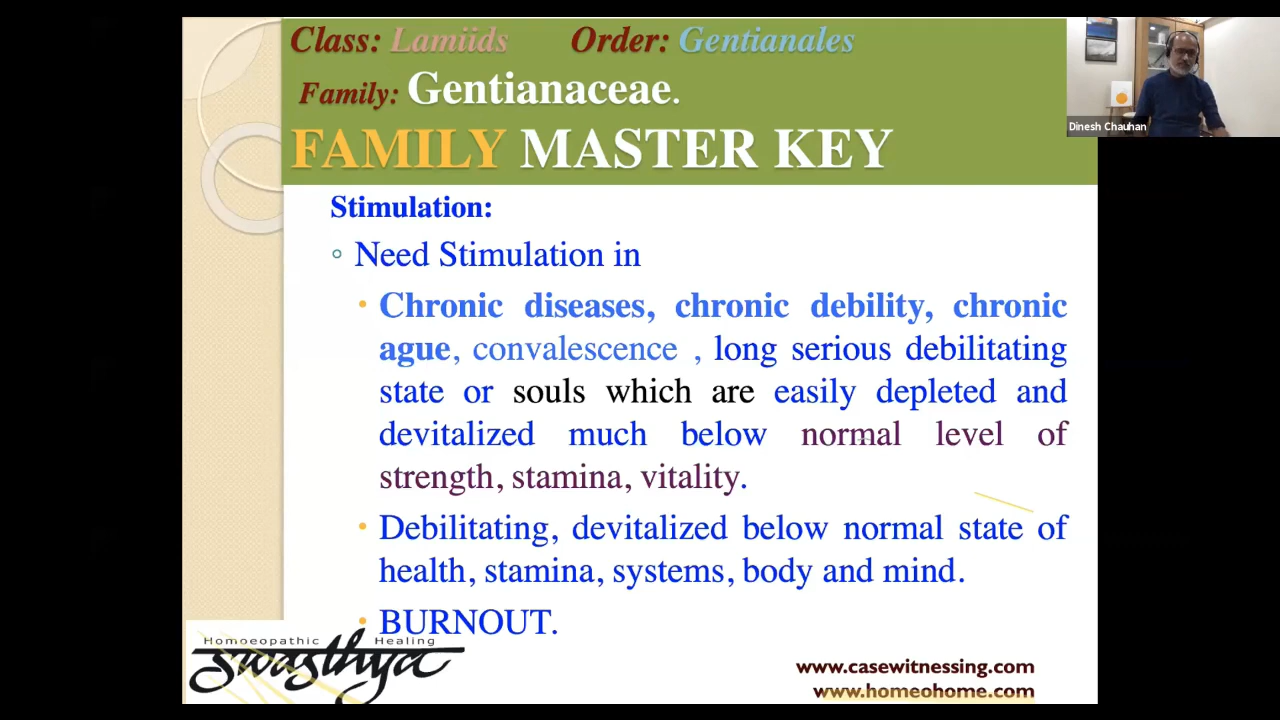 Class: Lamiids Order: Gentianales
Family: Gentianaceae.
FAMILY MASTER KEY
Dinesh Chauhan
Stimulation:
Need Stimulation in
Chronic diseases, chronic debility, chronic
ague, convalescence , long serious debilitating
state or souls which are easily depleted and
devitalized much below normal level of
strength, stamina, vitality.
Debilitating, devitalized below normal state of
health, stamina, systems, body and mind.
BURNOUT.
Homoeopathic Healing
swasthya
www.casewitnessing.com
www.homeohome.com